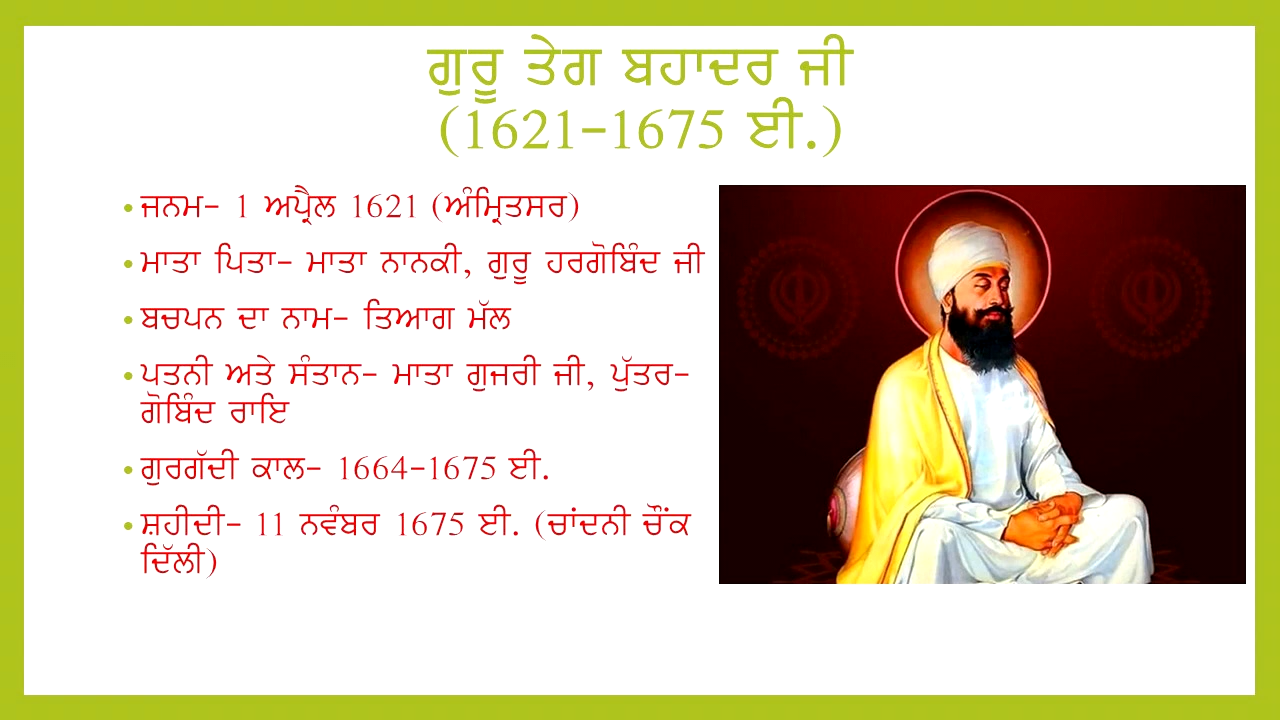 ਗੁਰੂ ਤੇਗ ਬਹਾਦਰ ਜੀ
(1621-1675 ਈ.)
• ਜਨਮ- 1 ਅਪ੍ਰੈਲ 1621 (ਅੰਮ੍ਰਿਤਸਰ)
• ਮਾਤਾ ਪਿਤਾ- ਮਾਤਾ ਨਾਨਕੀ, ਗੁਰੂ ਹਰਗੋਬਿੰਦ ਜੀ
• ਬਚਪਨ ਦਾ ਨਾਮ- ਤਿਆਗ ਮੱਲ
• ਪਤਨੀ ਅਤੇ ਸੰਤਾਨ- ਮਾਤਾ ਗੁਜਰੀ ਜੀ, ਪੁੱਤਰ-
ਗੋਬਿੰਦ ਰਾਇ
• ਗੁਰਗੱਦੀ ਕਾਲ- 1664-1675 ਈ.
• ਸ਼ਹੀਦੀ- 11 ਨਵੰਬਰ 1675 ਈ. (ਚਾਂਦਨੀ ਚੌਂਕ
ਦਿੱਲੀ)